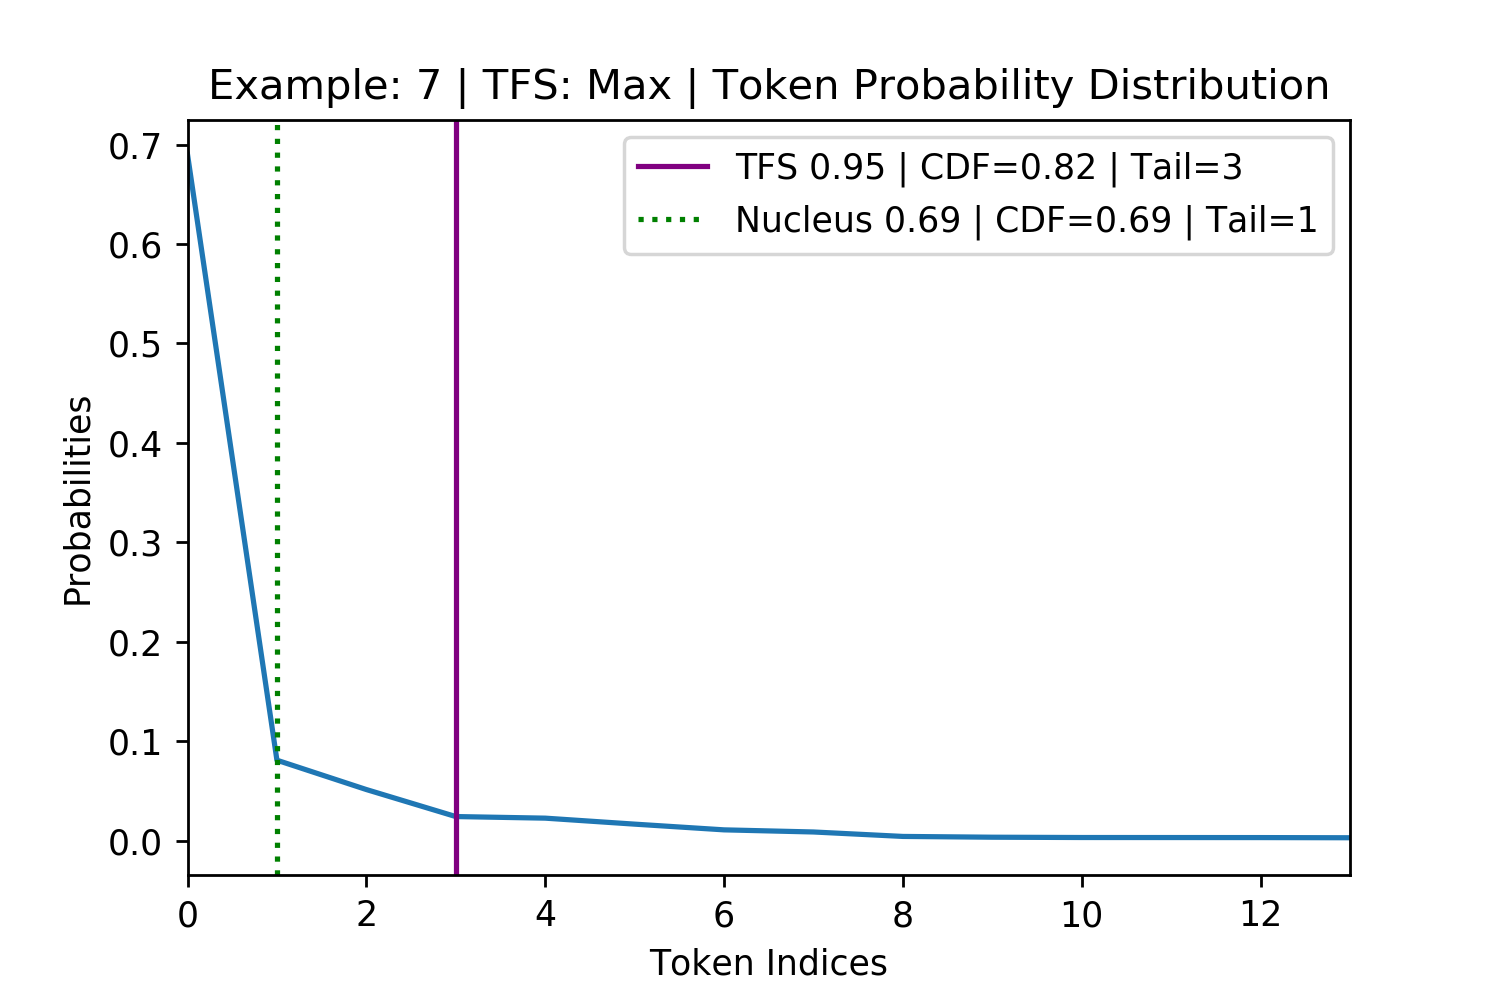 Example: 7 | TFS: Max | Token Probability Distribution
TFS 0.95 | CDF=0.82 | Tail=3
Nucleus 0.69 | CDF=0.69 | Tail=1
Probabilities
0.7
0.6
0.5
0.4
0.3
0.2
0.1
0.0
0 2 4 6 8 10 12
Token Indices